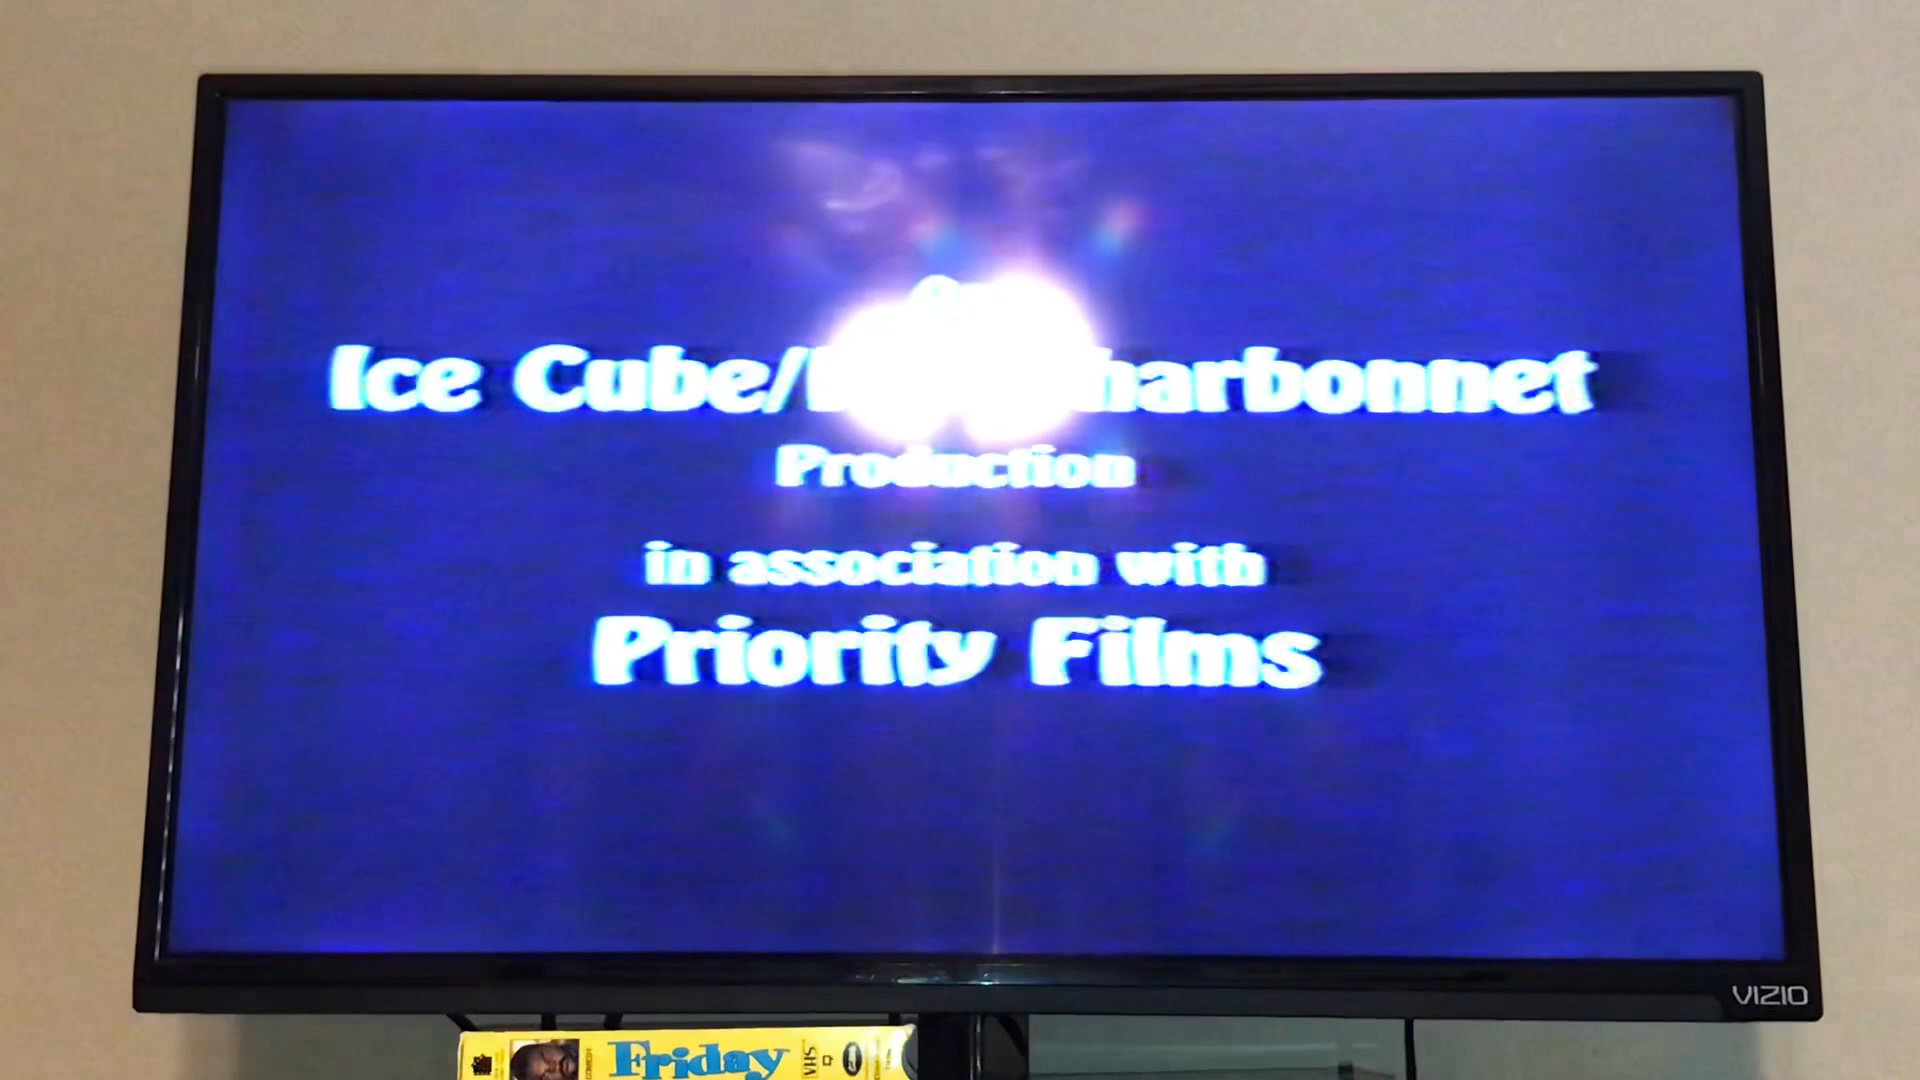 Ice Cube/ harbonnet
Production
in association with
Priority Films
VIZIO
Friday
VHS